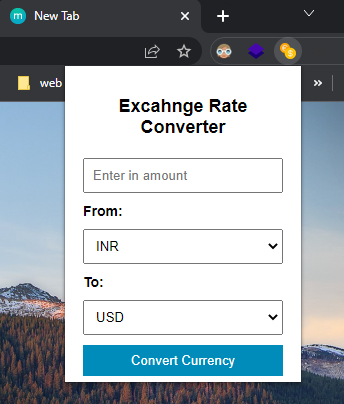 m New Tab
web
»
Excahnge Rate
Converter
Enter in amount
From:
INR
To:
USD
Convert Currency